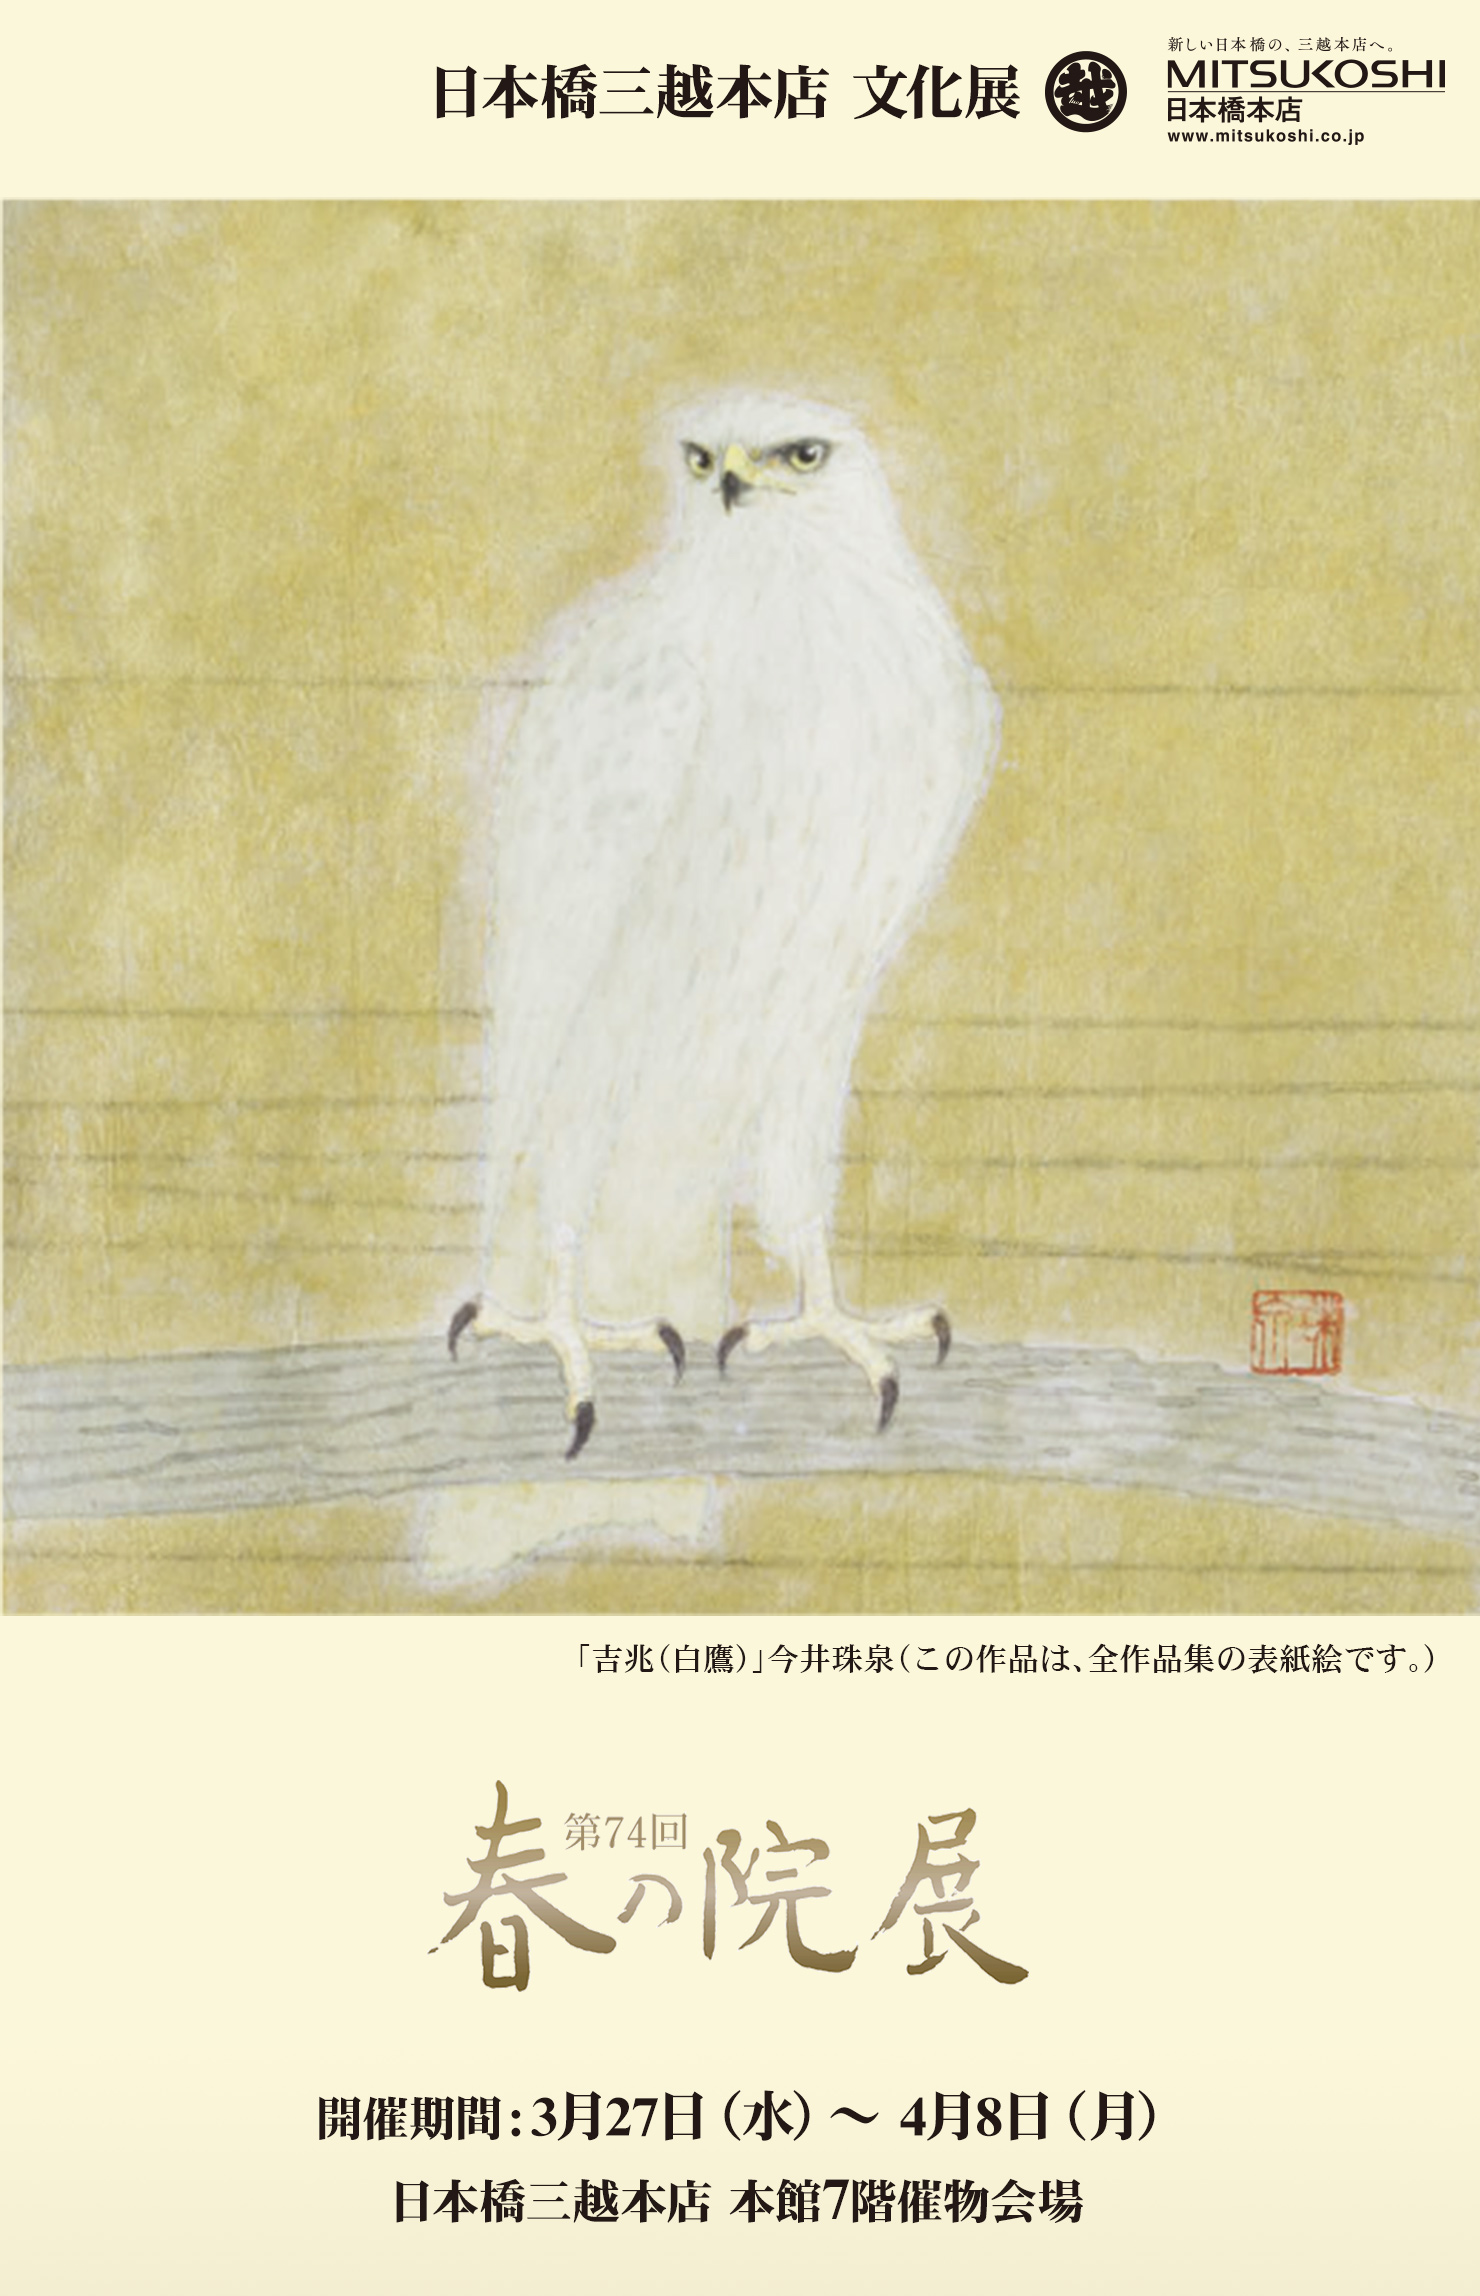 日本橋三越本店 文化展
越
新しい日本橋の、三越本店へ。
MITSUKOSHI
日本橋本店
www.mitsukoshi.co.jp
「吉兆（白鷹）」今井珠泉（この作品は、全作品集の表紙絵です。）
第74回
春の院展
開催期間：3月27日（水）〜 4月8日（月）
日本橋三越本店 本館7階催物会場